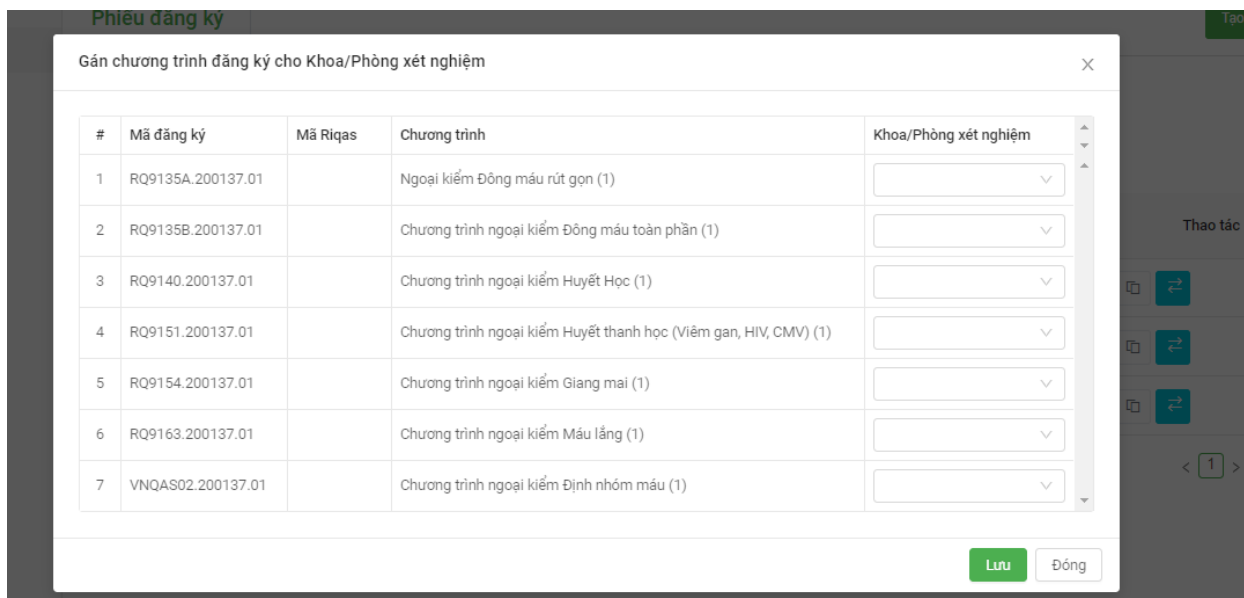 Phiếu đăng ký
Tạo
Gán chương trình đăng ký cho Khoa/Phòng xét nghiệm
# Mã đăng ký Mã Riqas Chương trình Khoa/Phòng xét nghiệm
1 RQ9135A.200137.01 Ngoại kiểm Đông máu rút gọn (1)
2 RQ9135B.200137.01 Chương trình ngoại kiểm Đông máu toàn phần (1)
Thao tác
3 RQ9140.200137.01 Chương trình ngoại kiểm Huyết Học (1)
4 RQ9151.200137.01 Chương trình ngoại kiểm Huyết thanh học (Viêm gan, HIV, CMV) (1)
5 RQ9154.200137.01 Chương trình ngoại kiểm Giang mai (1)
6 RQ9163.200137.01 Chương trình ngoại kiểm Máu lắng (1)
7 VNQAS02.200137.01 Chương trình ngoại kiểm Định nhóm máu (1)
< 1 >
Lưu Đóng